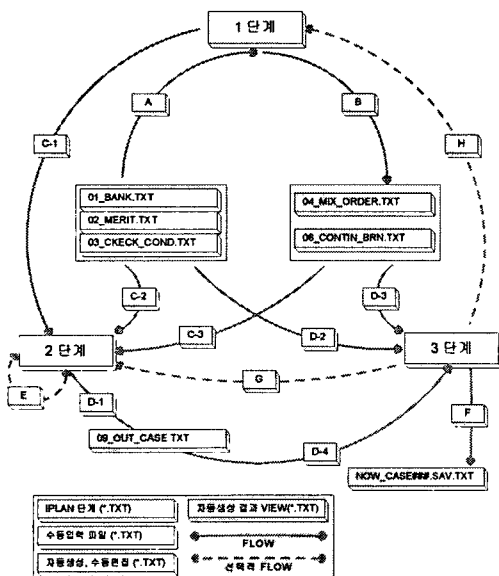 1 단계
A
B
C-1
H
01_BANK.TXT
02_MERIT.TXT
03_CKECK_COND.TXT
04_MIX_ORDER.TXT
06_CONTIN_BRN.TXT
C-2
C-3
D-2
D-3
2 단계
3 단계
E
G
D-1
F
09_OUT_CASE.TXT
D-4
NOW_CASE###.SAV.TXT
IPLAN 단계 (*.TXT)
자동생성 결과 VIEW(*.TXT)
수동입력 파일 (*.TXT)
FLOW
자동생성, 수동편집 (*.TXT)
선택적 FLOW